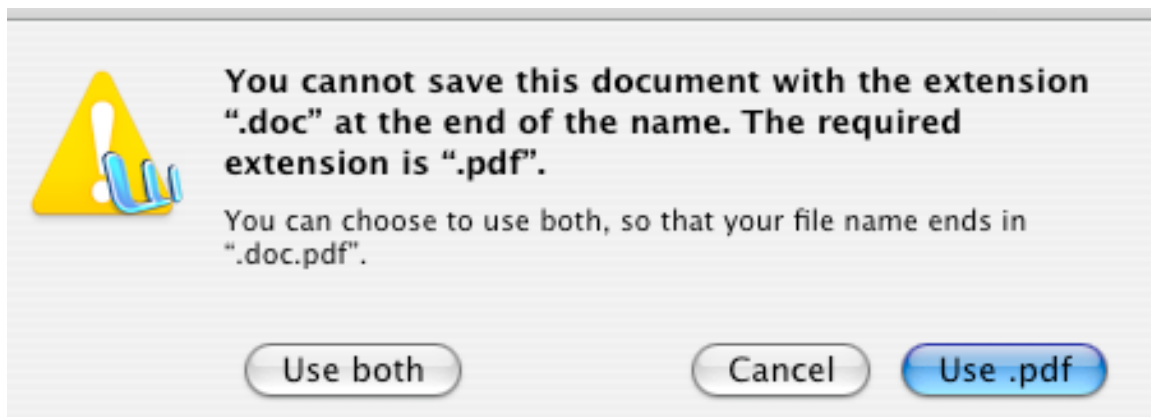 You cannot save this document with the extension
“.doc” at the end of the name. The required
extension is “.pdf”.
You can choose to use both, so that your file name ends in
“.doc.pdf”.
Use both
Cancel
Use .pdf